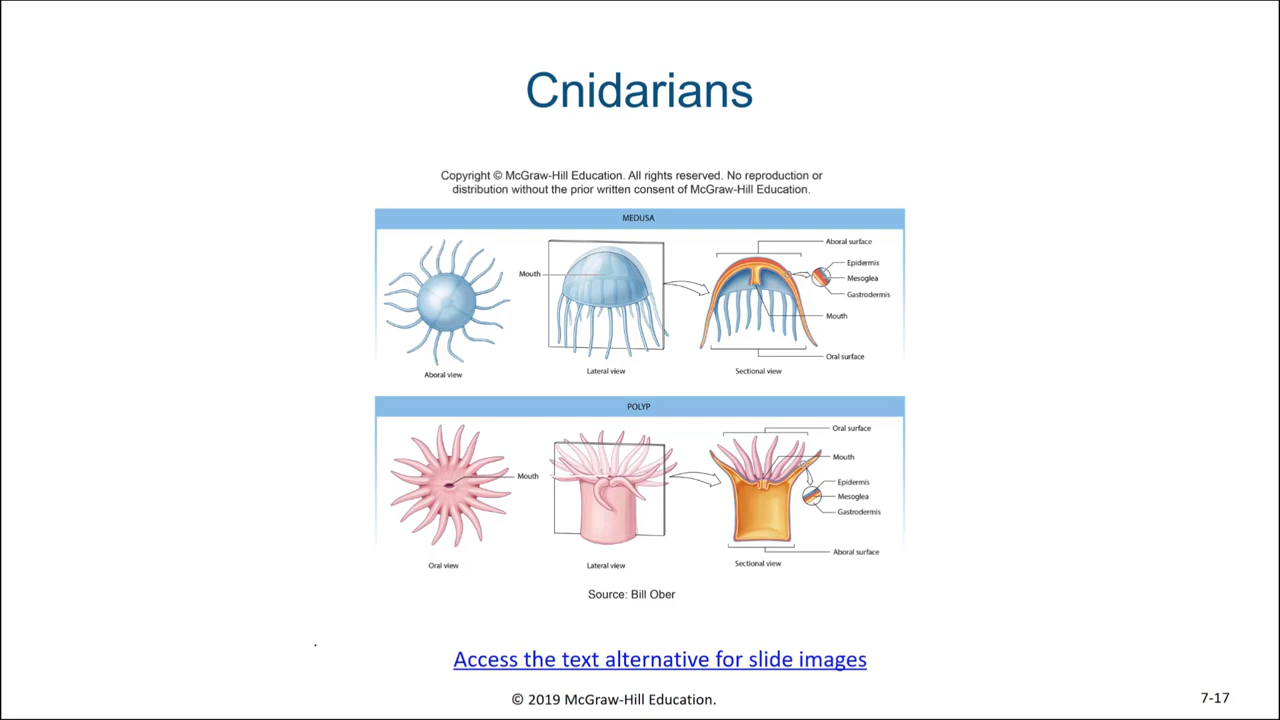 Cnidarians
Copyright © McGraw-Hill Education. All rights reserved. No reproduction or
distribution without the prior written consent of McGraw-Hill Education.
MEDUSA
Mouth
Aboral surface
Epidermis
Mesoglea
Gastrodermis
Mouth
Oral surface
Aboral view
Lateral view
Sectional view
POLYP
Mouth
Oral surface
Mouth
Epidermis
Mesoglea
Gastrodermis
Aboral surface
Oral view
Lateral view
Sectional view
Source: Bill Ober
Access the text alternative for slide images
© 2019 McGraw-Hill Education.
7-17